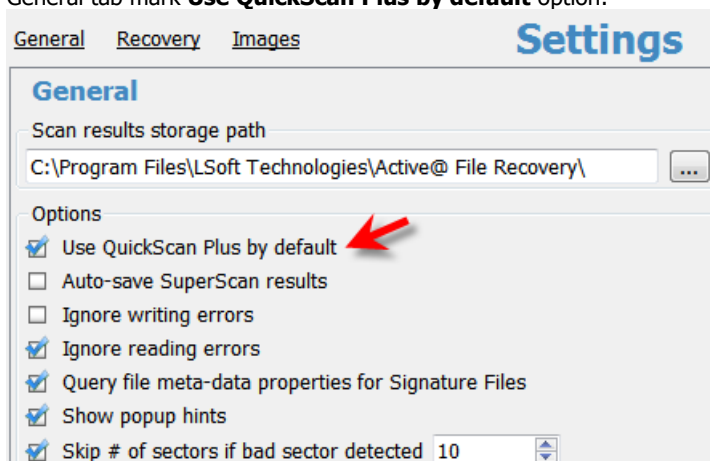 General tab mark Use QuickScan Plus by default option.
General Recovery Images Settings
General
Scan results storage path
C:\Program Files\LSoft Technologies\Active@ File Recovery\ ...
Options
Use QuickScan Plus by default
Auto-save SuperScan results
Ignore writing errors
Ignore reading errors
Query file meta-data properties for Signature Files
Show popup hints
Skip # of sectors if bad sector detected 10